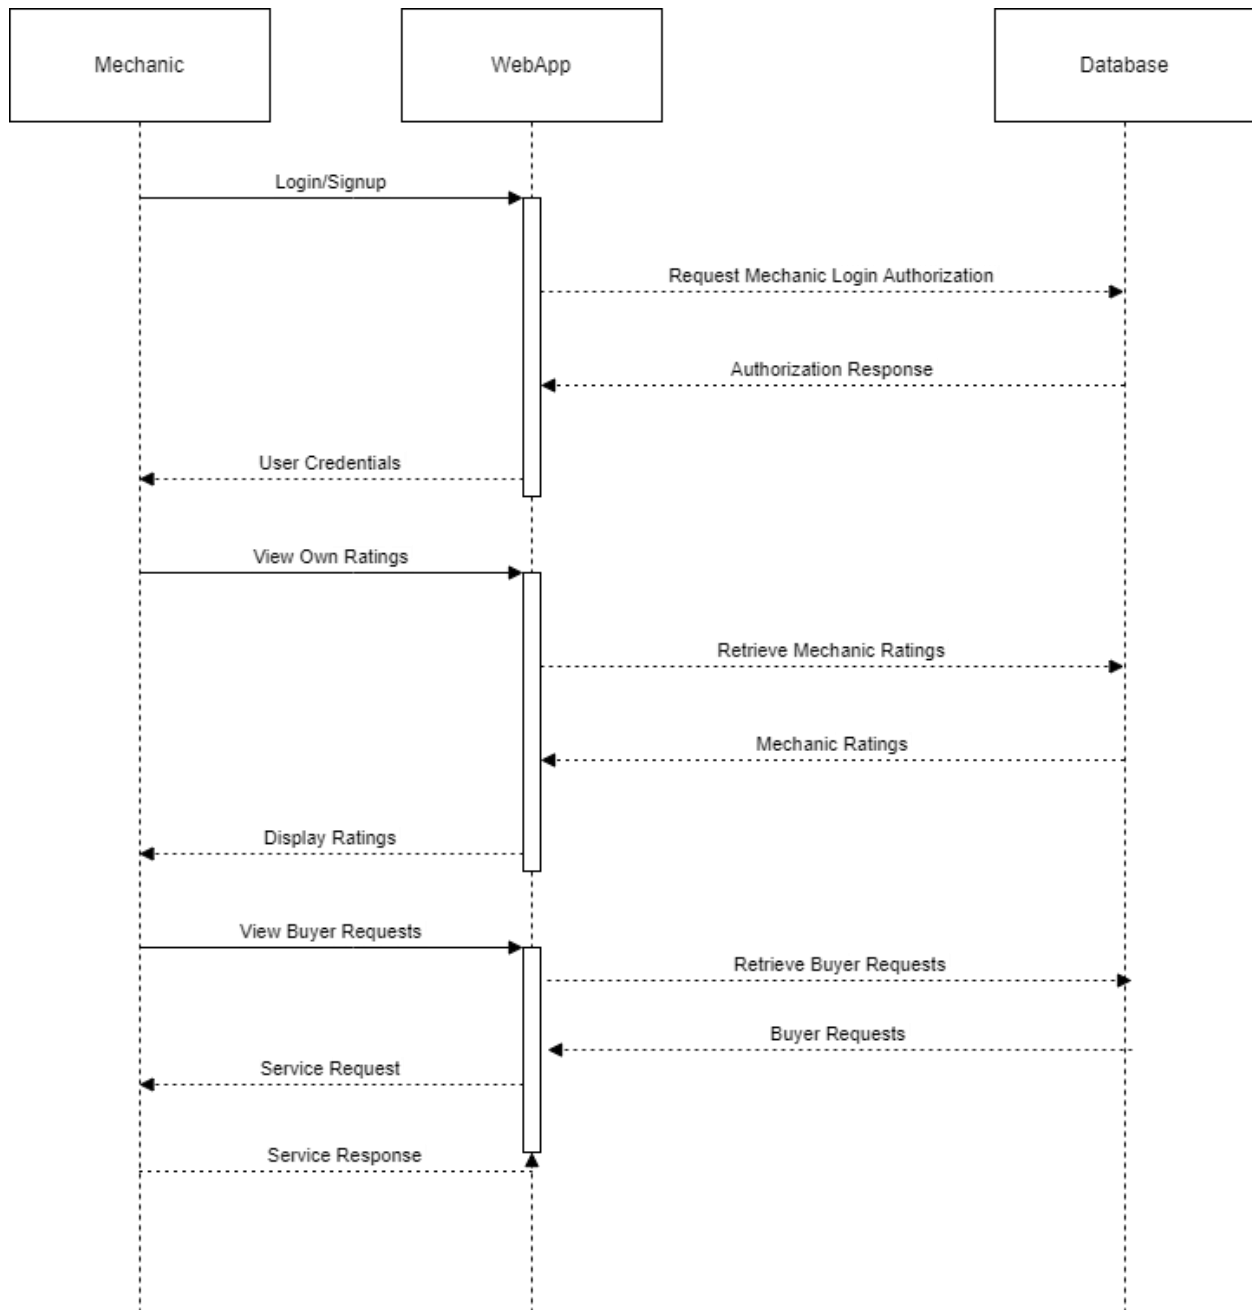 Mechanic
WebApp
Database
Login/Signup
Request Mechanic Login Authorization
Authorization Response
User Credentials
View Own Ratings
Retrieve Mechanic Ratings
Mechanic Ratings
Display Ratings
View Buyer Requests
Retrieve Buyer Requests
Buyer Requests
Service Request
Service Response